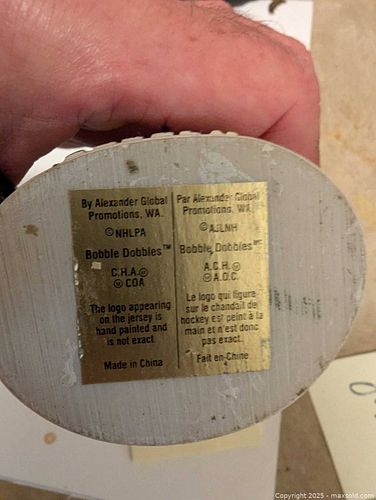 By Alexander Global
Promotions, WA.
©NHLPA
Bobble Dobbles™
C.H.A.
COA
The logo appearing
on the jersey is
hand painted and
is not exact.
Made in China
Par Alexander Global
Promotions, WA.
©AJLNH
Bobble Dobbles
A.C.H.
A.O.C.
Le logo qui figure
sur le chandail de
hockey est peint à la
main et n'est donc
pas exact.
Fait en Chine
Copyright 2025 - maxsold.com